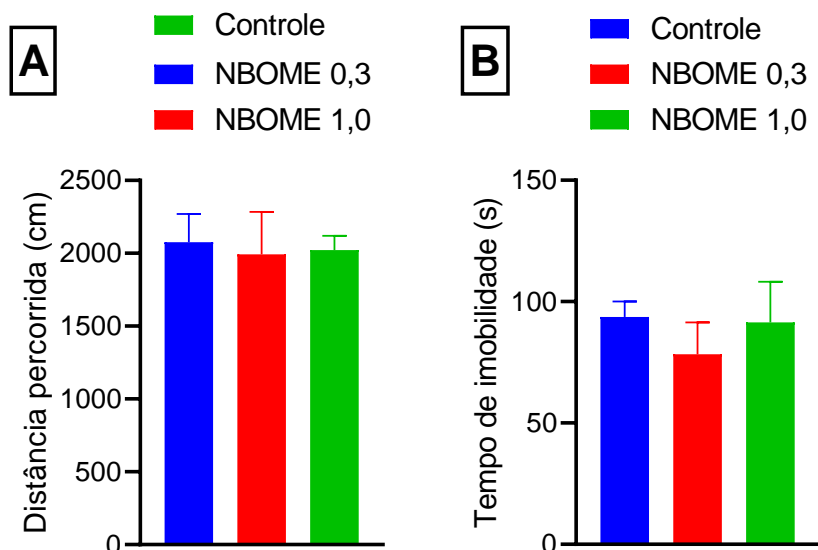 A
Controle
NBOME 0,3
NBOME 1,0
Distância percorrida (cm)
2500
2000
1500
1000
500
0
B
Controle
NBOME 0,3
NBOME 1,0
Tempo de imobilidade (s)
150
100
50
0